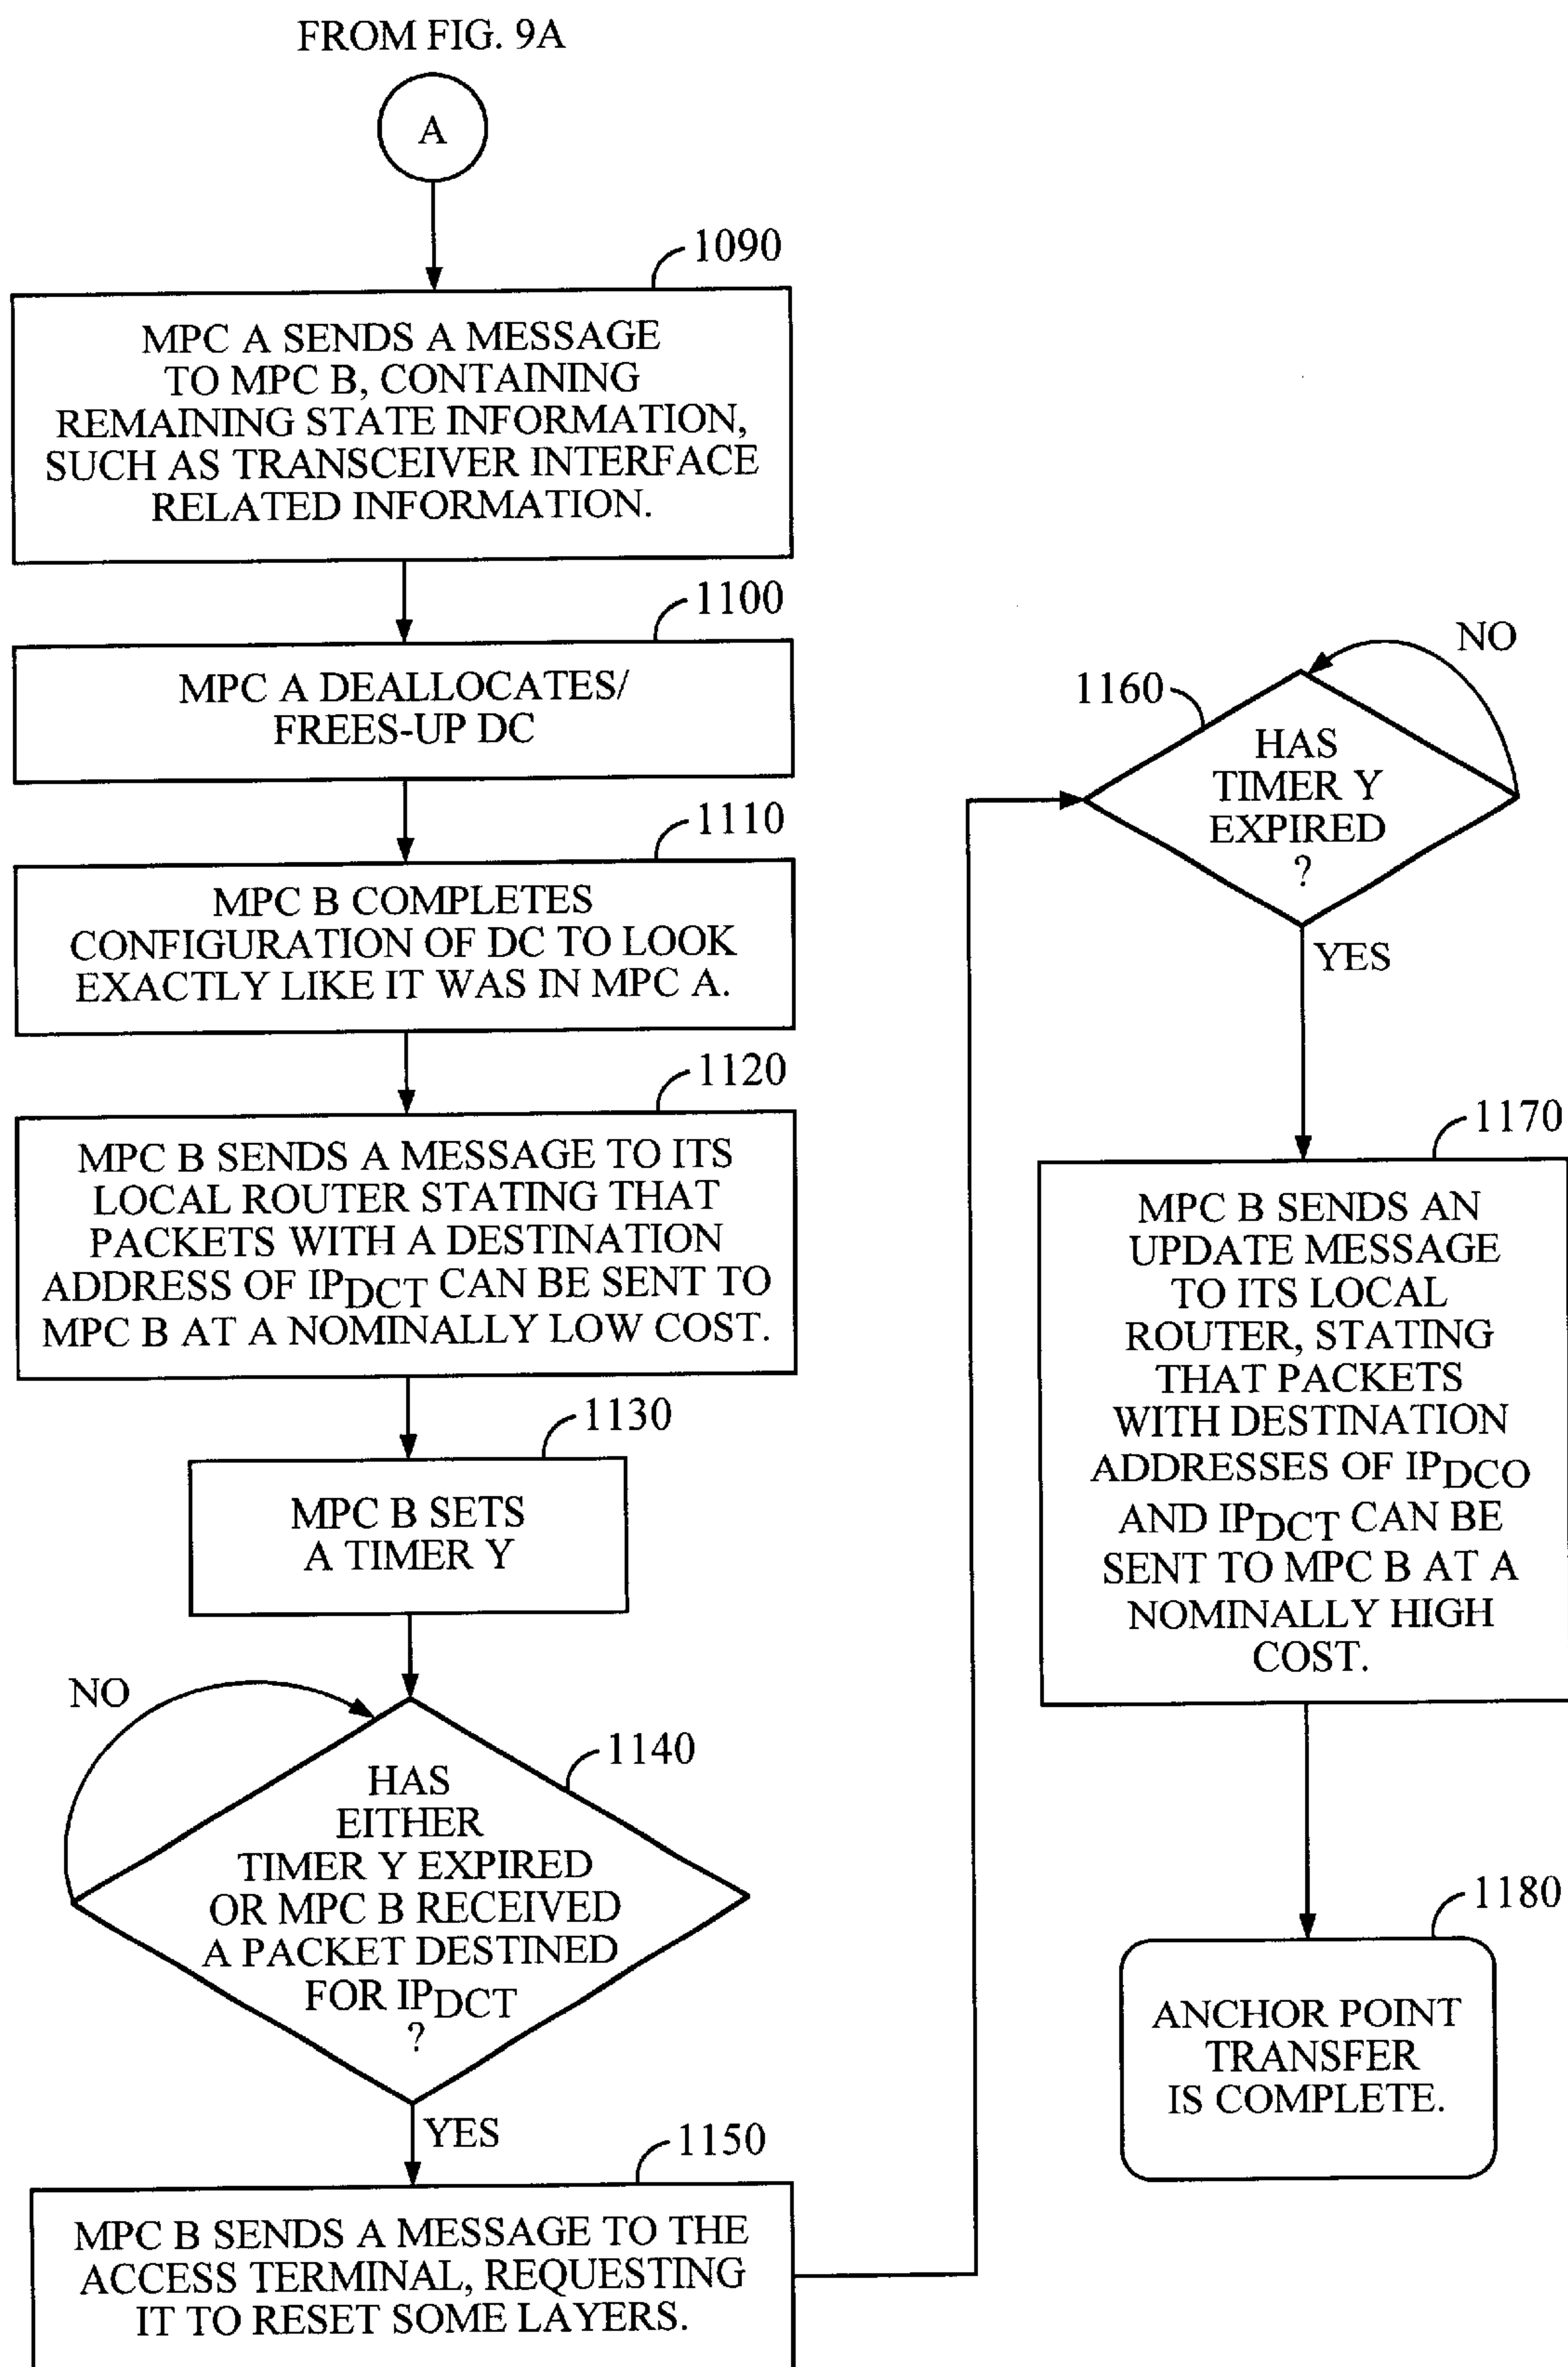 FROM FIG. 9A
A
1090
MPC A SENDS A MESSAGE
TO MPC B, CONTAINING
REMAINING STATE INFORMATION,
SUCH AS TRANSCEIVER INTERFACE
RELATED INFORMATION.
1100
MPC A DEALLOCATES/
FREES-UP DC
1110
MPC B COMPLETES
CONFIGURATION OF DC TO LOOK
EXACTLY LIKE IT WAS IN MPC A.
1120
MPC B SENDS A MESSAGE TO ITS
LOCAL ROUTER STATING THAT
PACKETS WITH A DESTINATION
ADDRESS OF IPDCT CAN BE SENT TO
MPC B AT A NOMINALLY LOW COST.
1130
MPC B SETS
A TIMER Y
NO
1140
HAS
EITHER
TIMER Y EXPIRED
OR MPC B RECEIVED
A PACKET DESTINED
FOR IPDCT
?
YES
1150
MPC B SENDS A MESSAGE TO THE
ACCESS TERMINAL, REQUESTING
IT TO RESET SOME LAYERS.
NO
1160
HAS
TIMER Y
EXPIRED
?
YES
1170
MPC B SENDS AN
UPDATE MESSAGE
TO ITS LOCAL
ROUTER, STATING
THAT PACKETS
WITH DESTINATION
ADDRESSES OF IPDCO
AND IPDCT CAN BE
SENT TO MPC B AT A
NOMINALLY HIGH
COST.
1180
ANCHOR POINT
TRANSFER
IS COMPLETE.